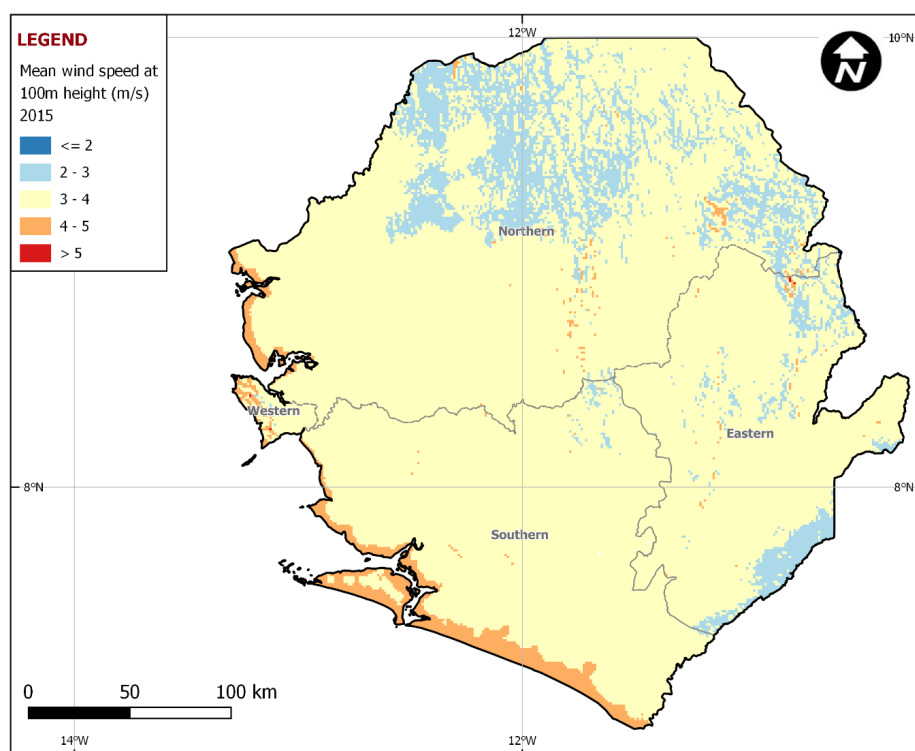 LEGEND
Mean wind speed at
100m height (m/s)
2015
<= 2
2 - 3
3 - 4
4 - 5
> 5
12°W
10°N
N
Northern
Western
Eastern
8°N
8°N
Southern
0 50 100 km
14°W
12°W